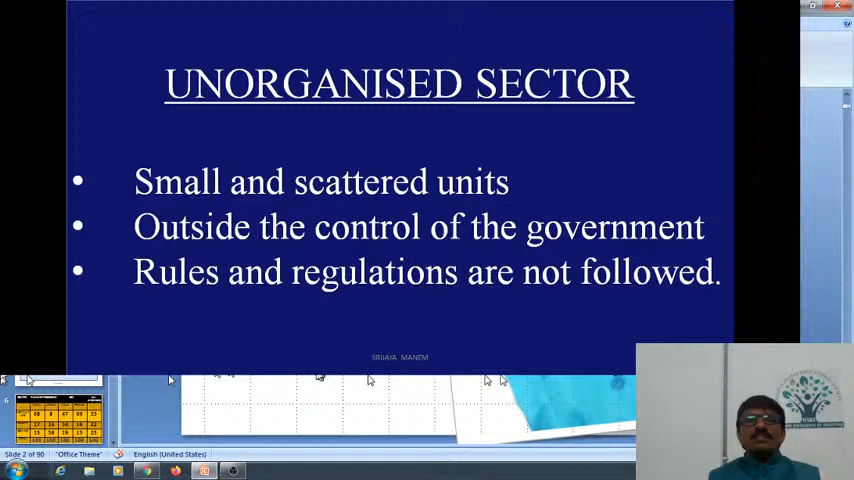 UNORGANISED SECTOR
• Small and scattered units
• Outside the control of the government
• Rules and regulations are not followed.
SRIJAYA MANEM
6
Slide 2 of 90
"Office Theme"
English (United States)